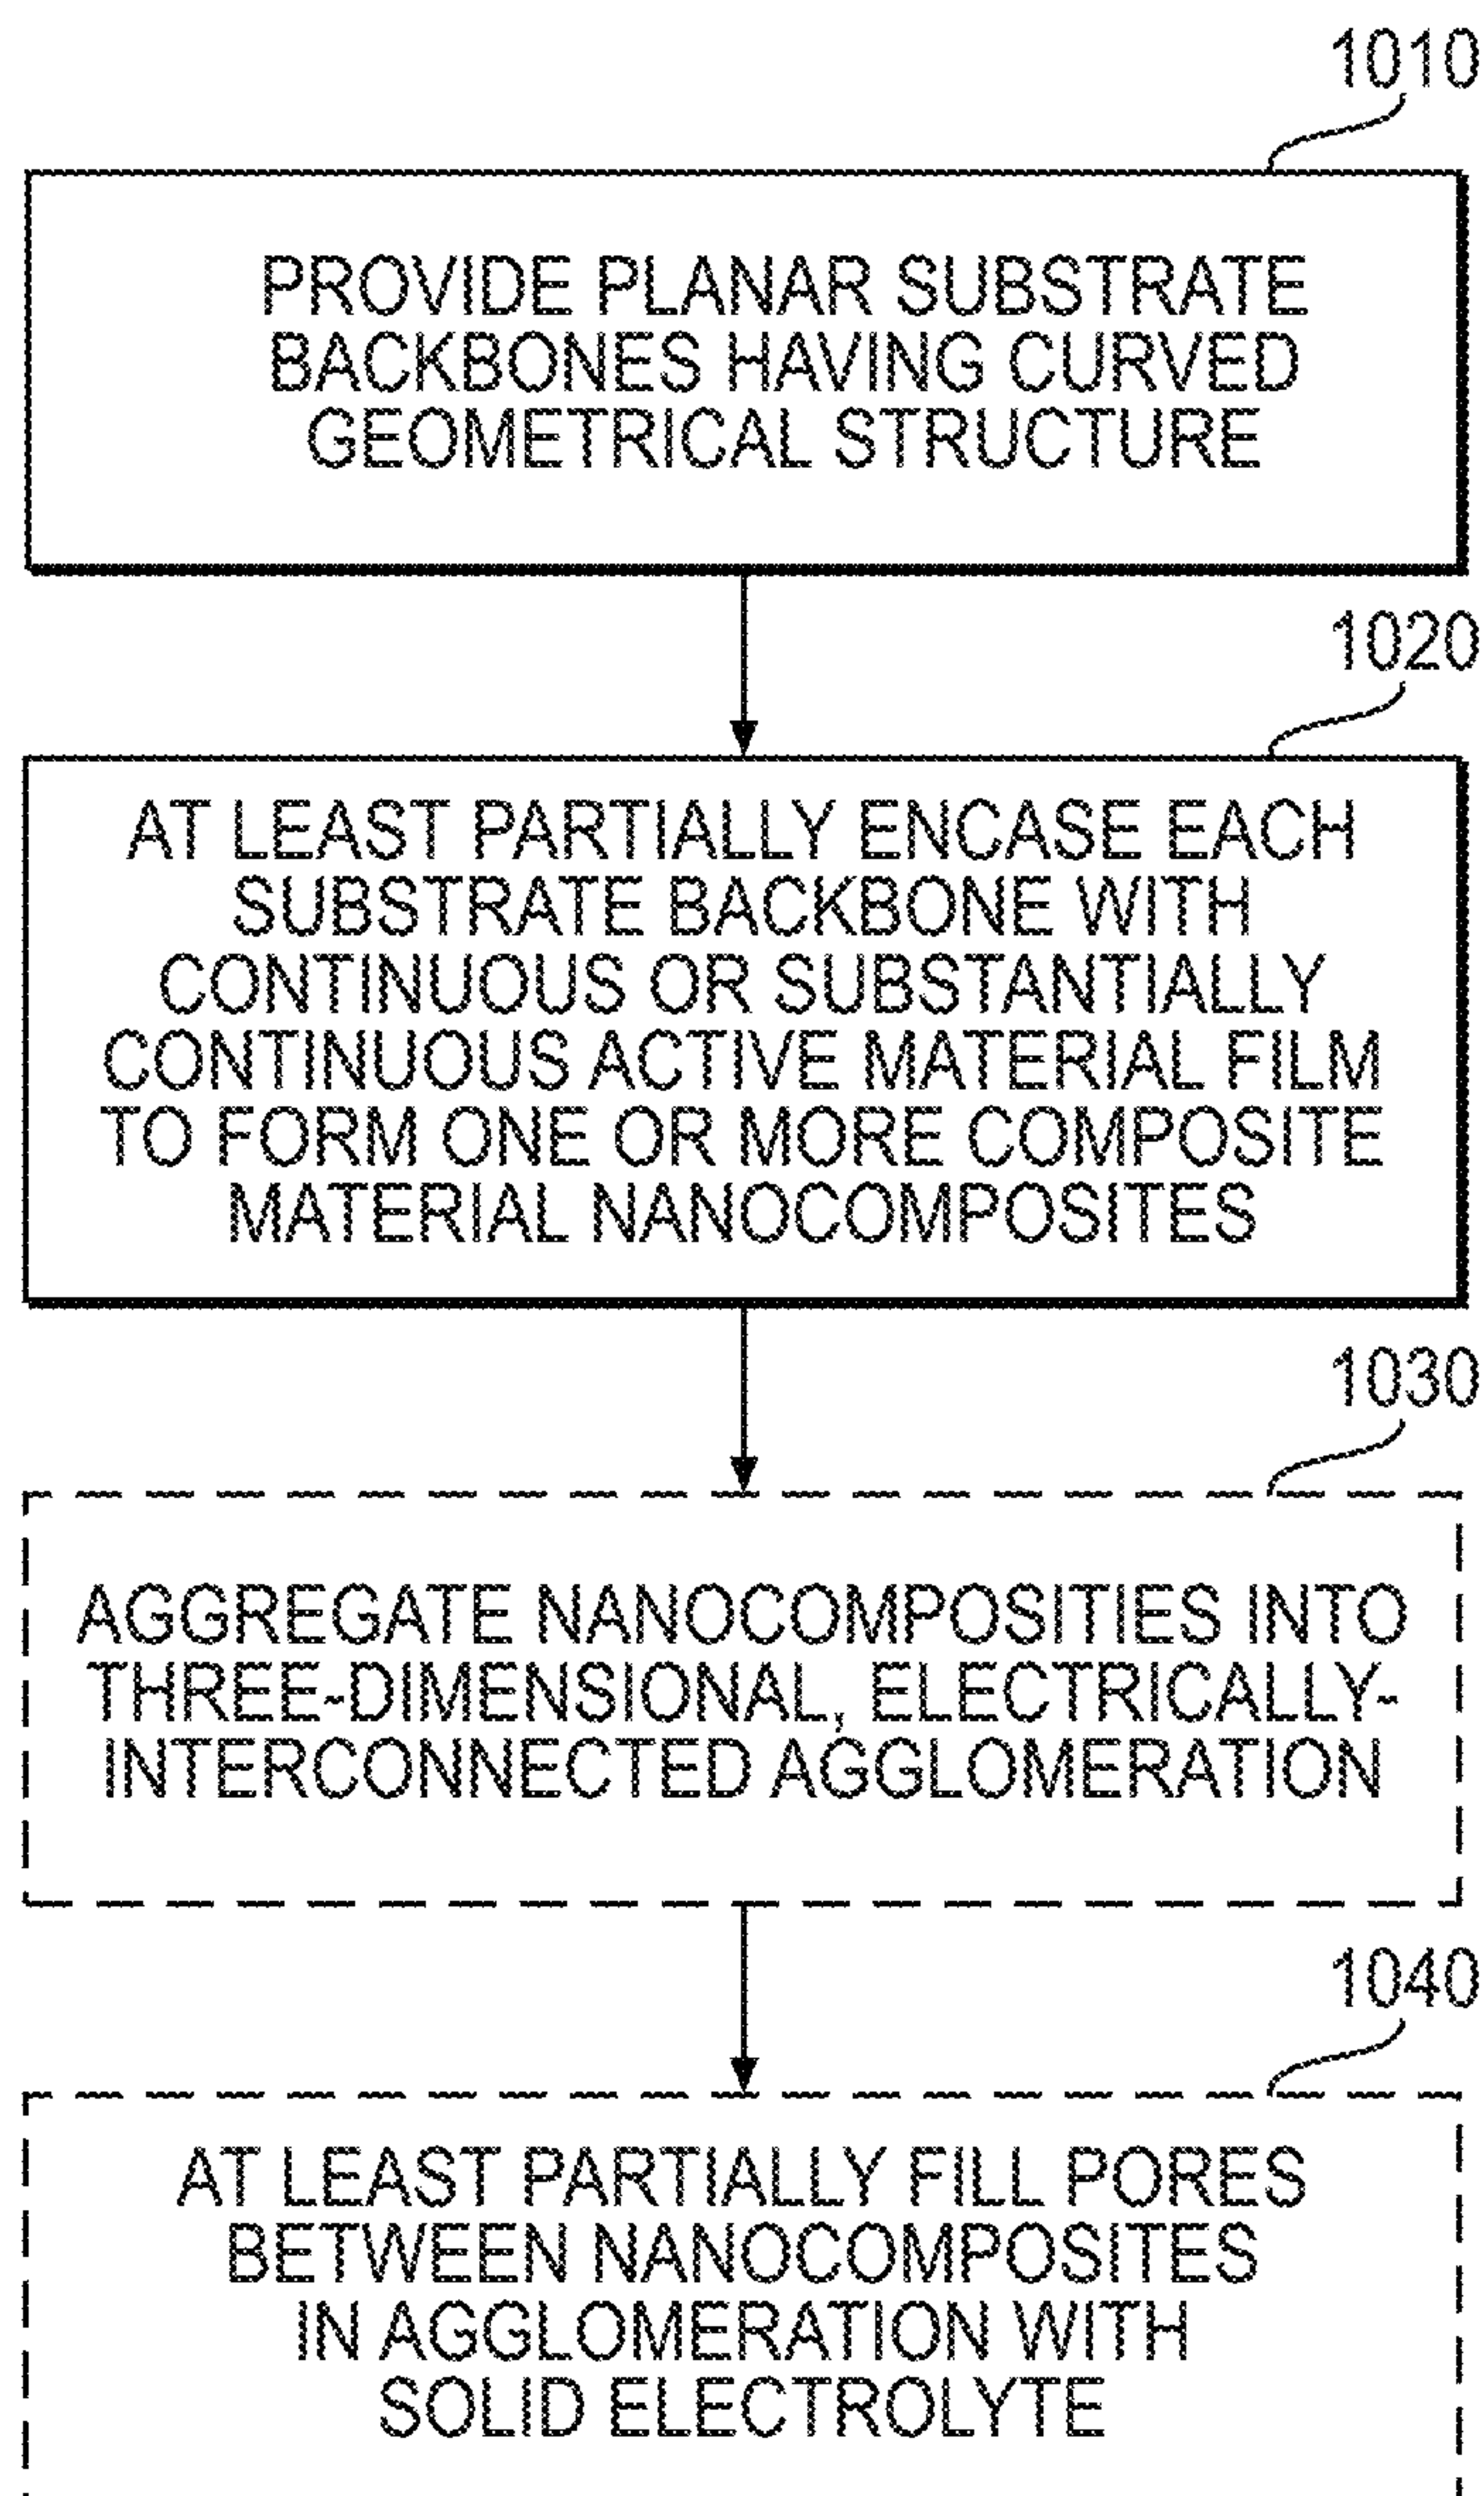 1010
PROVIDE PLANAR SUBSTRATE
BACKBONES HAVING CURVED
GEOMETRICAL STRUCTURE
1020
AT LEAST PARTIALLY ENCASE EACH
SUBSTRATE BACKBONE WITH
CONTINUOUS OR SUBSTANTIALLY
CONTINUOUS ACTIVE MATERIAL FILM
TO FORM ONE OR MORE COMPOSITE
MATERIAL NANOCOMPOSITES
1030
AGGREGATE NANOCOMPOSITIES INTO
THREE-DIMENSIONAL, ELECTRICALLY-
INTERCONNECTED AGGLOMERATION
1040
AT LEAST PARTIALLY FILL PORES
BETWEEN NANOCOMPOSITES
IN AGGLOMERATION WITH
SOLID ELECTROLYTE